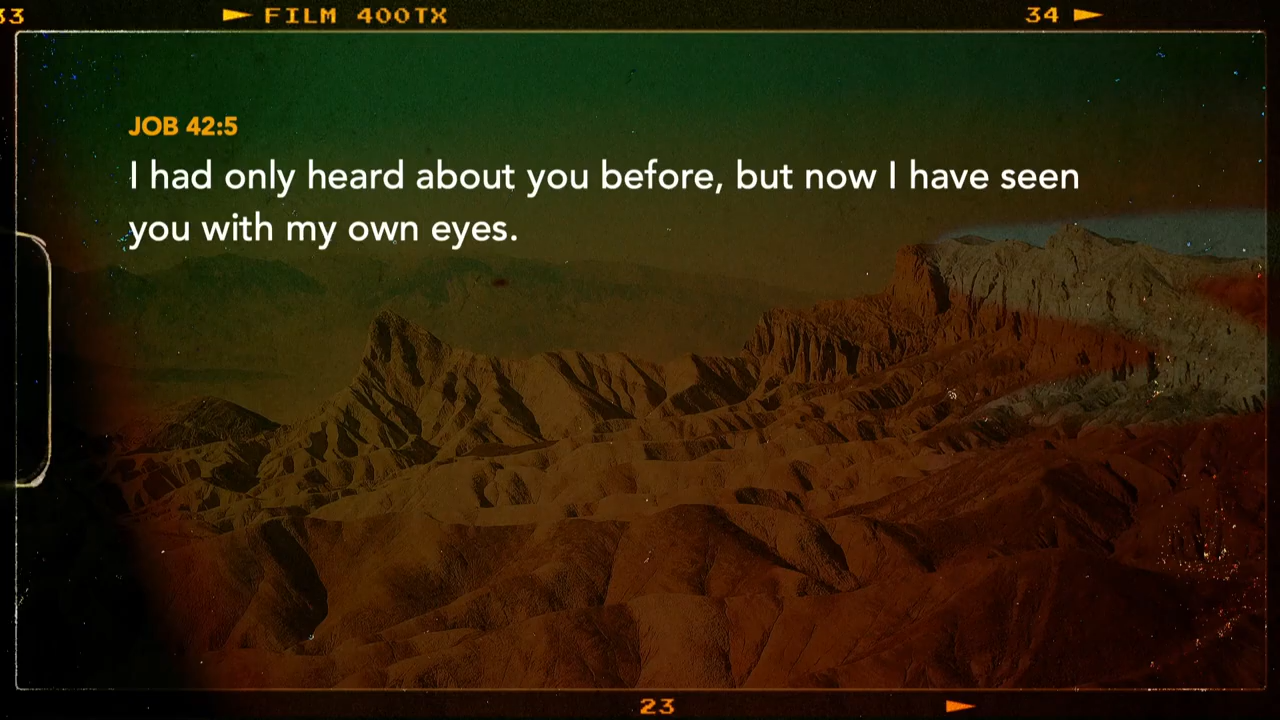 33 ► FILM 400TX 34 ►
JOB 42:5
I had only heard about you before, but now I have seen
you with my own eyes.
23 ►